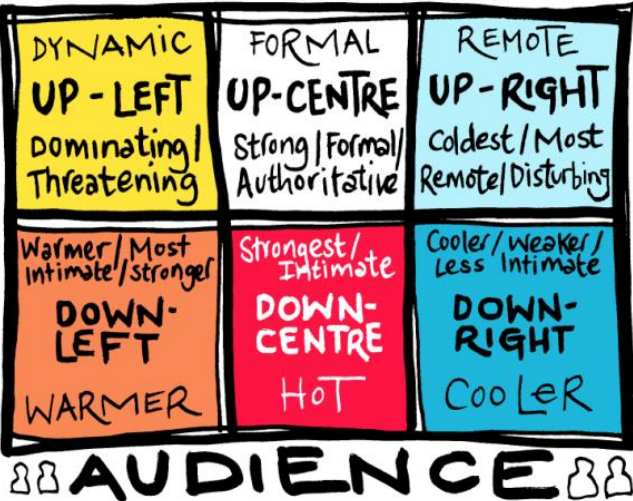 DYNAMIC
UP-LEFT
Dominating/
Threatening
FORMAL
UP-CENTRE
Strong/Formal/
Authoritative
REMOTE
UP-RIGHT
Coldest/Most
Remote/Disturbing
Warmer/Most
Intimate/Stronger
DOWN-
LEFT
WARMER
Strongest/
Intimate
DOWN-
CENTRE
HOT
Cooler/Weaker/
Less Intimate
DOWN-
RIGHT
COOLeR
AUDIENCE